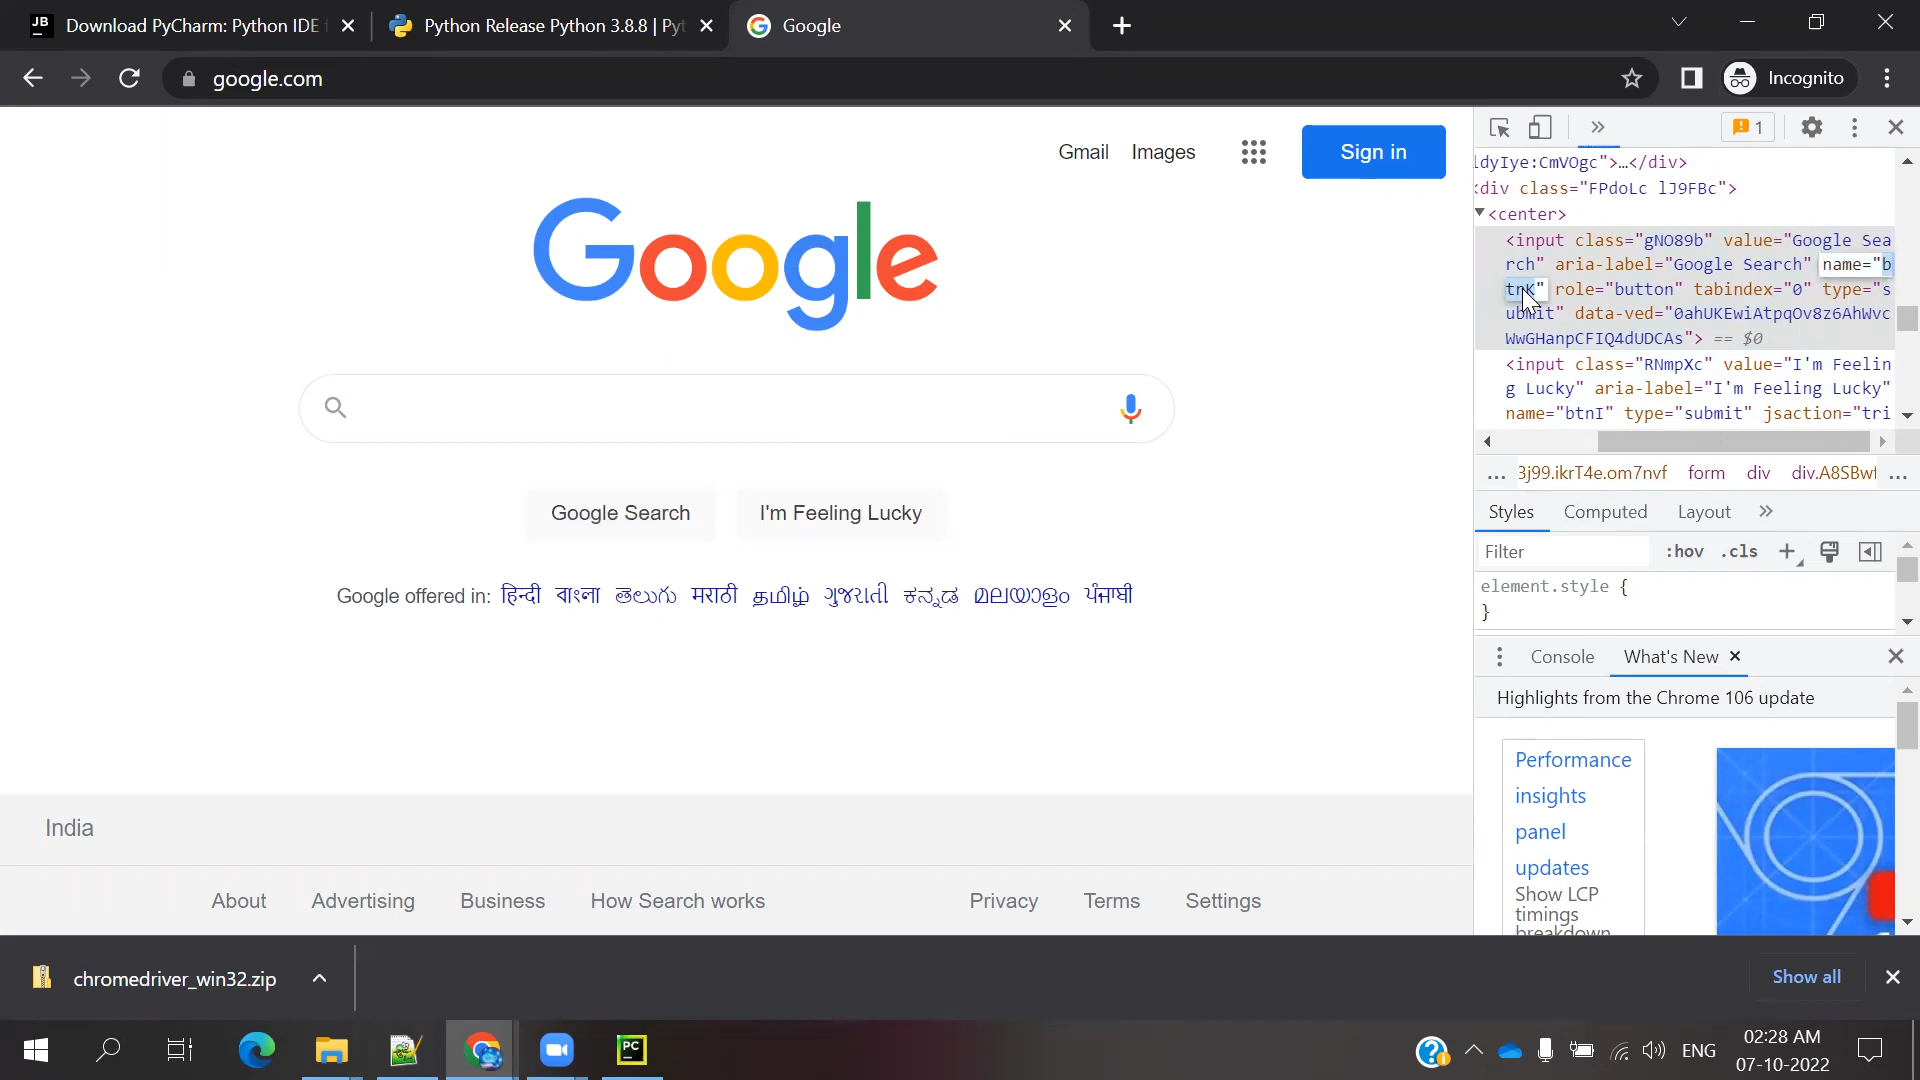 JB Download PyCharm: Python IDE f
Python Release Python 3.8.8 | Pyt
Google
google.com
Incognito
Gmail Images Sign in
Google
Google Search I'm Feeling Lucky
Google offered in: हिन्दी বাংলা తెలుగు मराठी தமிழ் ગુજરાતી ಕನ್ನಡ മലയാളം ਪੰਜਾਬੀ
India
About Advertising Business How Search works Privacy Terms Settings
1
ldyIye:CmVOgc">…</div>
<div class="FPdoLc lJ9FBc">
<center>
<input class="gNO89b" value="Google Sea
rch" aria-label="Google Search" name="b
tnK" role="button" tabindex="0" type="s
ubmit" data-ved="0ahUKEwiAtpqOv8z6AhWvc
WwGHanpCFIQ4dUDCAs"> == $0
<input class="RNmpXc" value="I'm Feelin
g Lucky" aria-label="I'm Feeling Lucky"
name="btnI" type="submit" jsaction="tri
... 3j99.ikrT4e.om7nvf form div div.A8SBwf ...
Styles Computed Layout
Filter :hov .cls
element.style {
}
Console What's New
Highlights from the Chrome 106 update
Performance
insights
panel
updates
Show LCP
timings
breakdown
chromedriver_win32.zip
Show all
PC
ENG
02:28 AM
07-10-2022